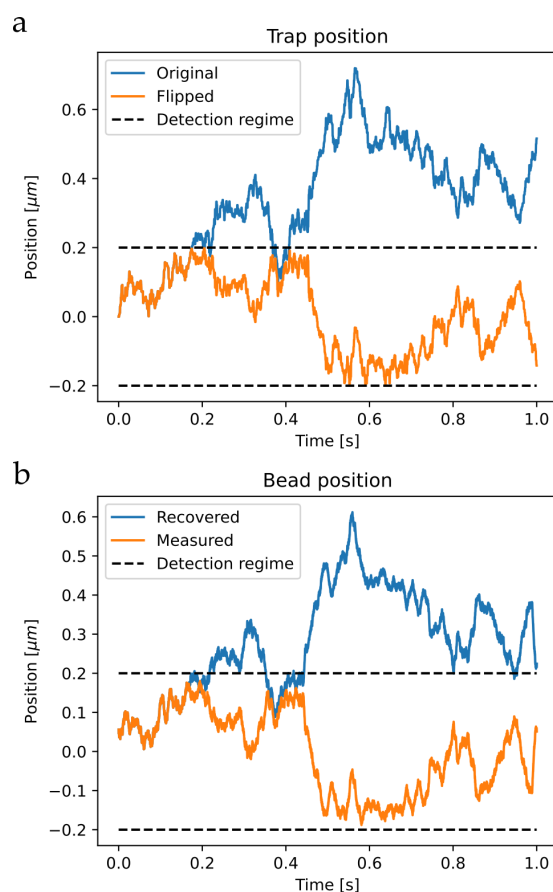 a
Trap position
Original
Flipped
Detection regime
Position [μm]
0.6
0.4
0.2
0.0
−0.2
0.0 0.2 0.4 0.6 0.8 1.0
Time [s]
b
Bead position
Recovered
Measured
Detection regime
Position [μm]
0.6
0.5
0.4
0.3
0.2
0.1
0.0
−0.1
−0.2
0.0 0.2 0.4 0.6 0.8 1.0
Time [s]